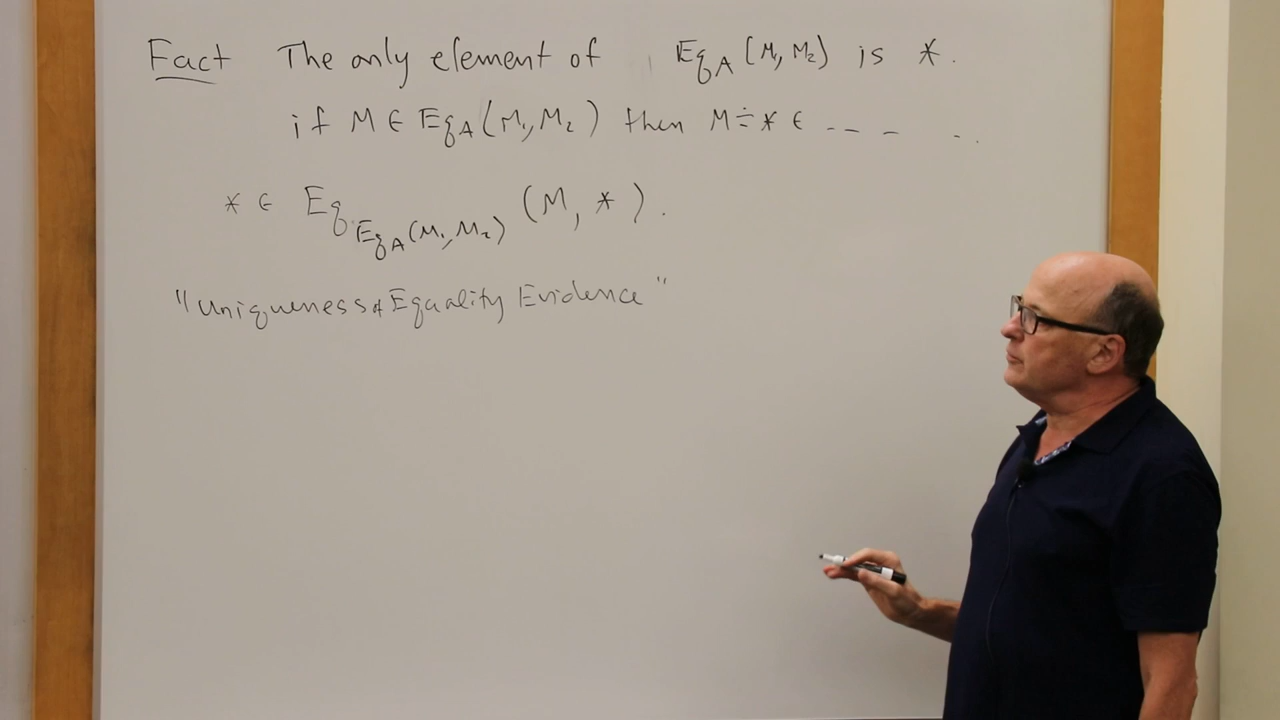 Fact The only element of Eq_A (M₁, M₂) is *.
if M ∈ Eq_A (M₁, M₂) then M ≐ * ∈ -- - ..
* ∈ Eq_{Eq_A(M₁, M₂)} (M, *).
"Uniqueness of Equality Evidence"